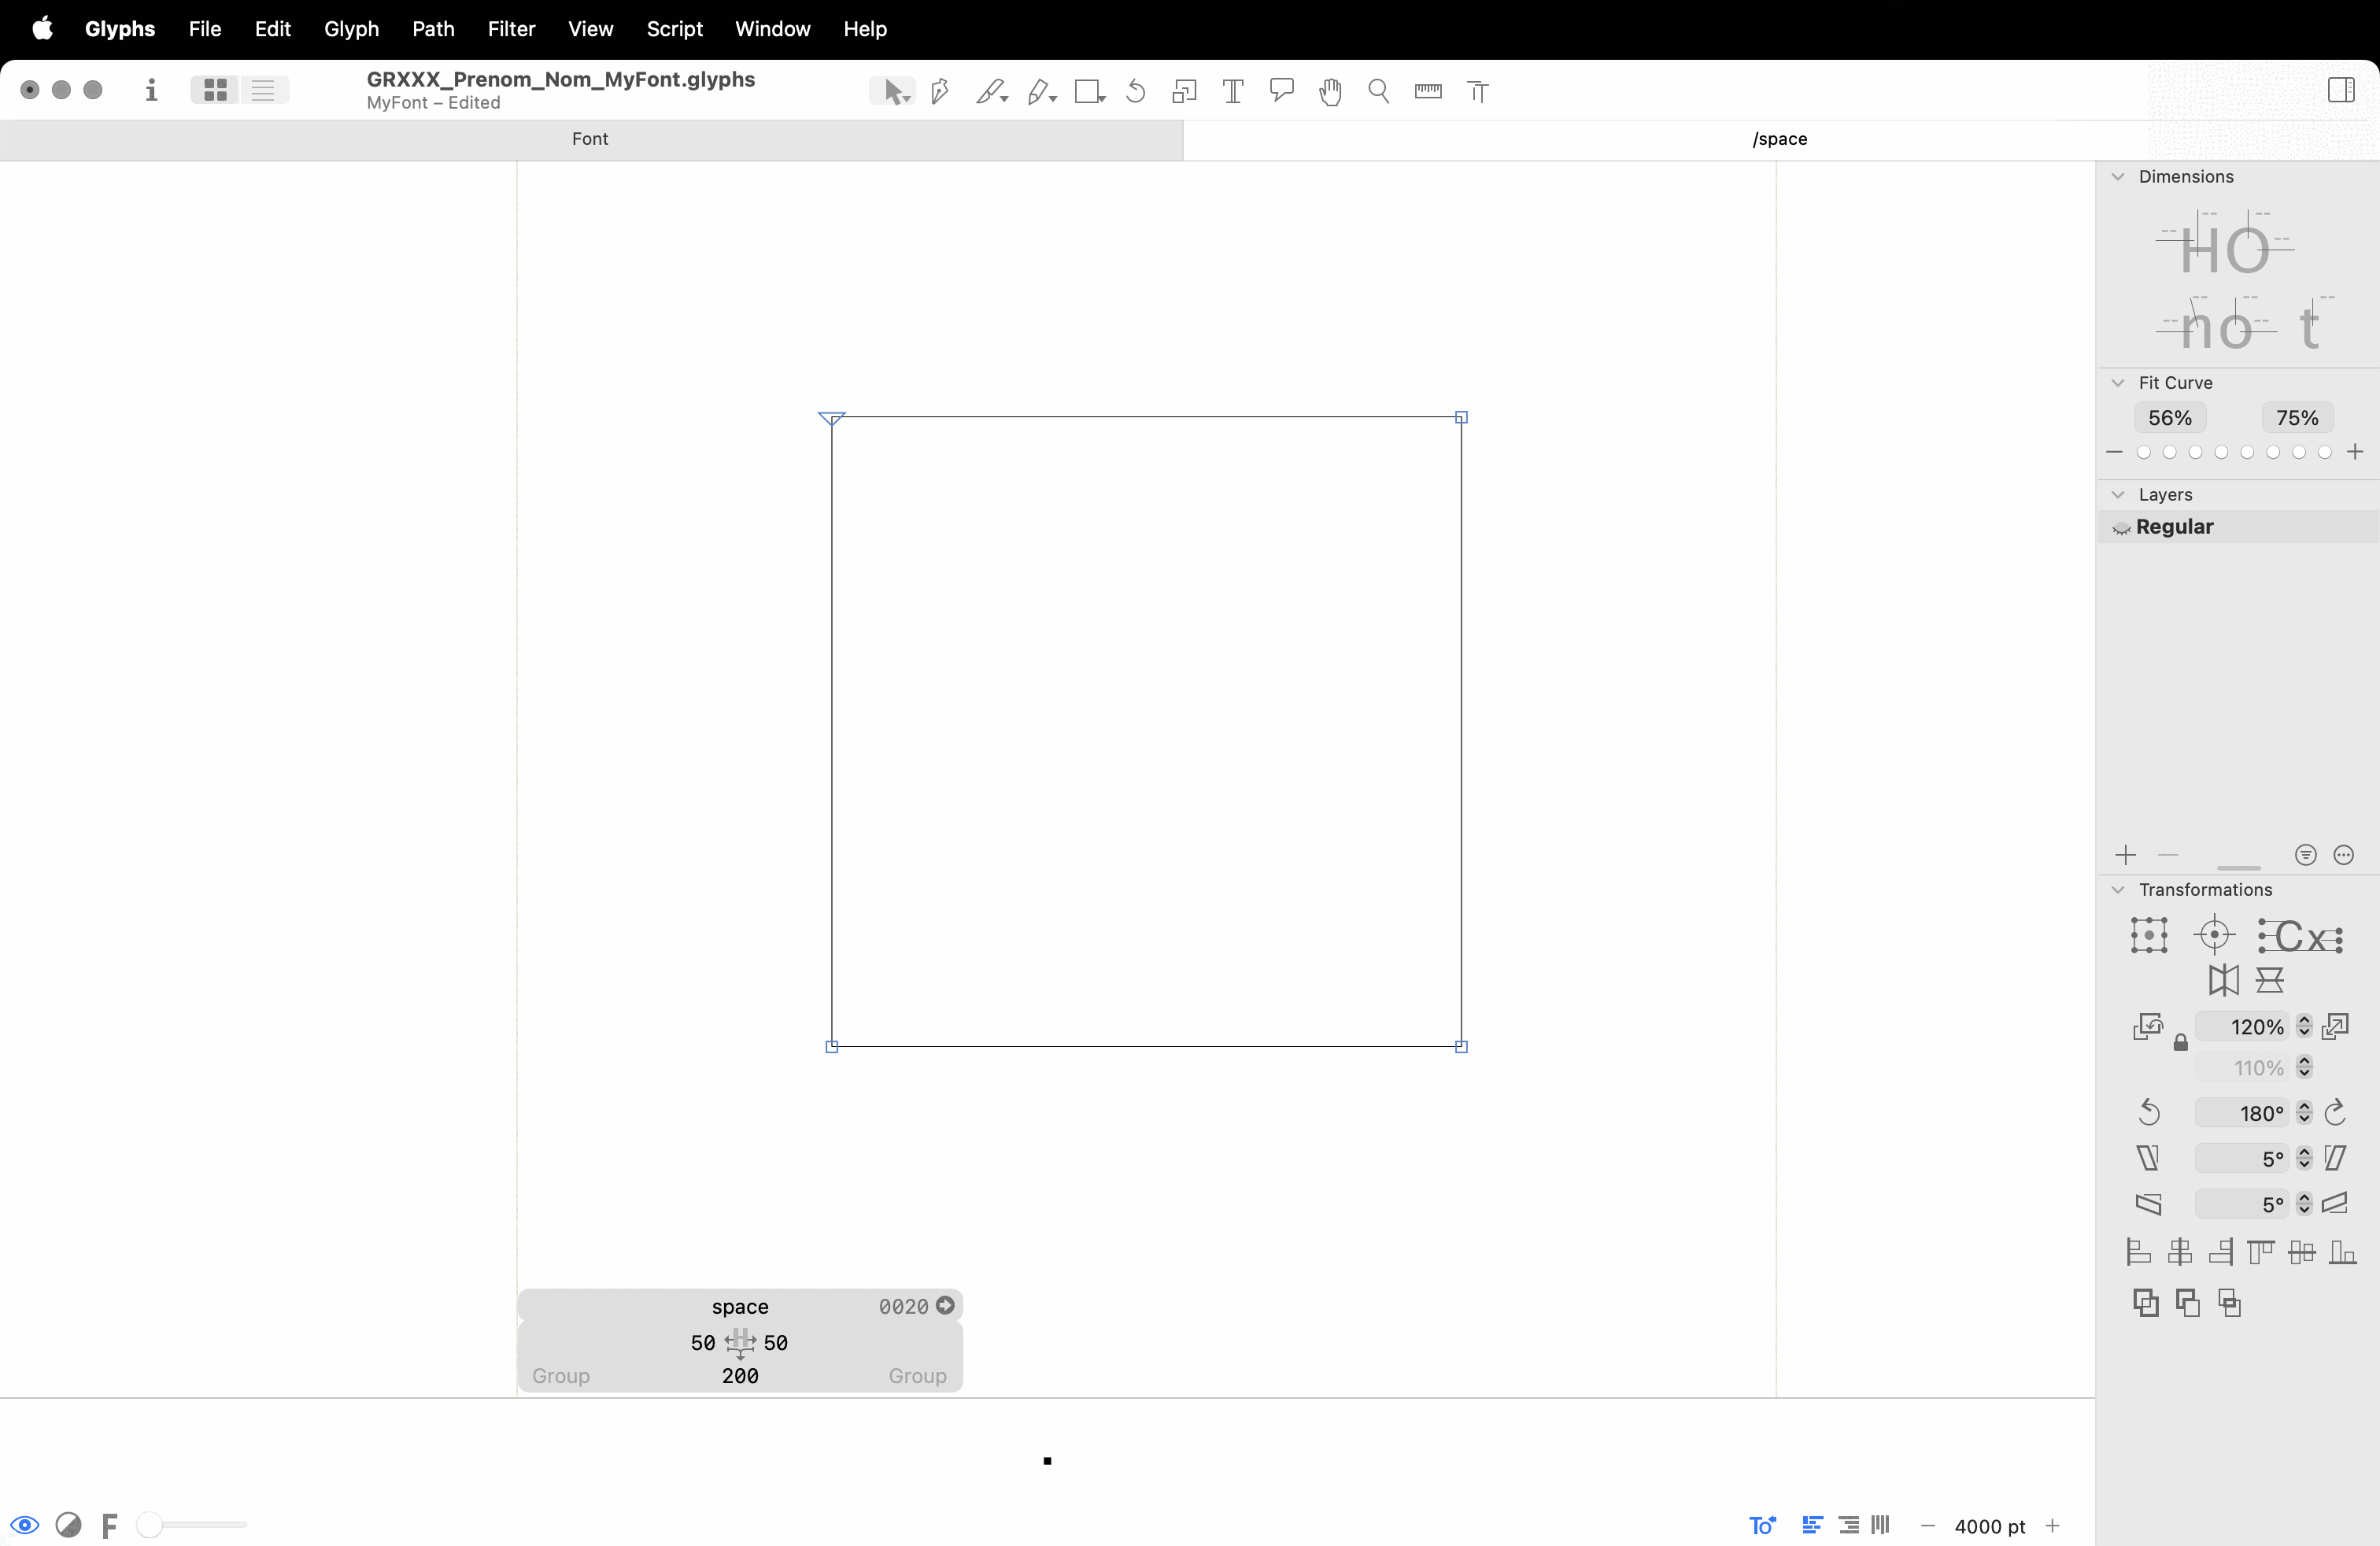 Glyphs File Edit Glyph Path Filter View Script Window Help
GRXXX_Prenom_Nom_MyFont.glyphs
MyFont – Edited
Font
/space
Dimensions
HO
no t
Fit Curve
56% 75%
Layers
Regular
Transformations
Cx
120%
110%
180°
5°
5°
space 0020
50 H 50
Group 200 Group
F
To
4000 pt